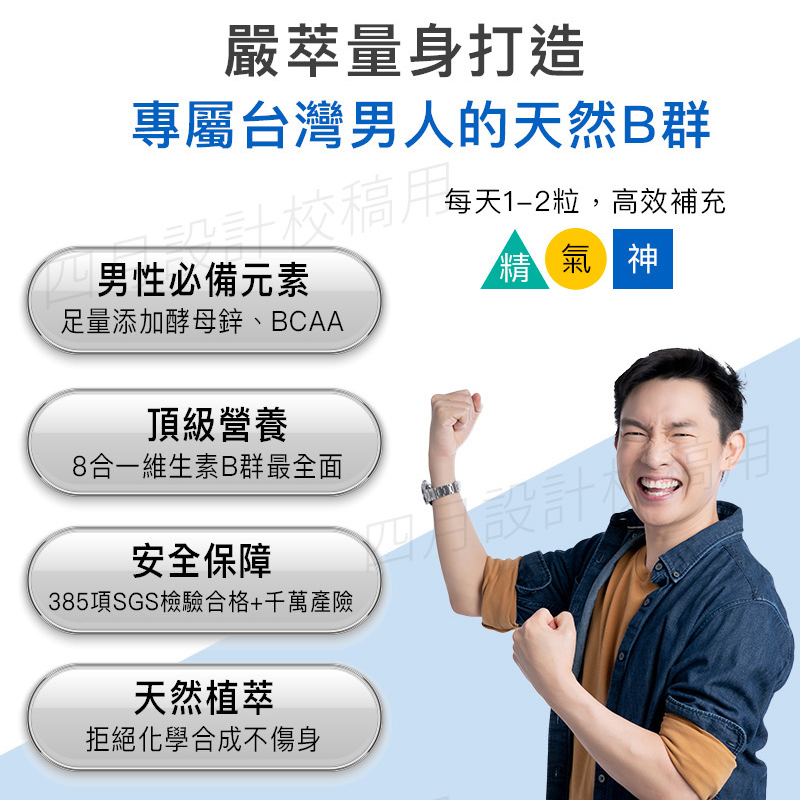 嚴萃量身打造
專屬台灣男人的天然B群
每天1-2粒，高效補充
精 氣 神
男性必備元素
足量添加酵母鋅、BCAA
頂級營養
8合一維生素B群最全面
安全保障
385項SGS檢驗合格+千萬產險
天然植萃
拒絕化學合成不傷身
四月設計校稿用
四月設計校稿用